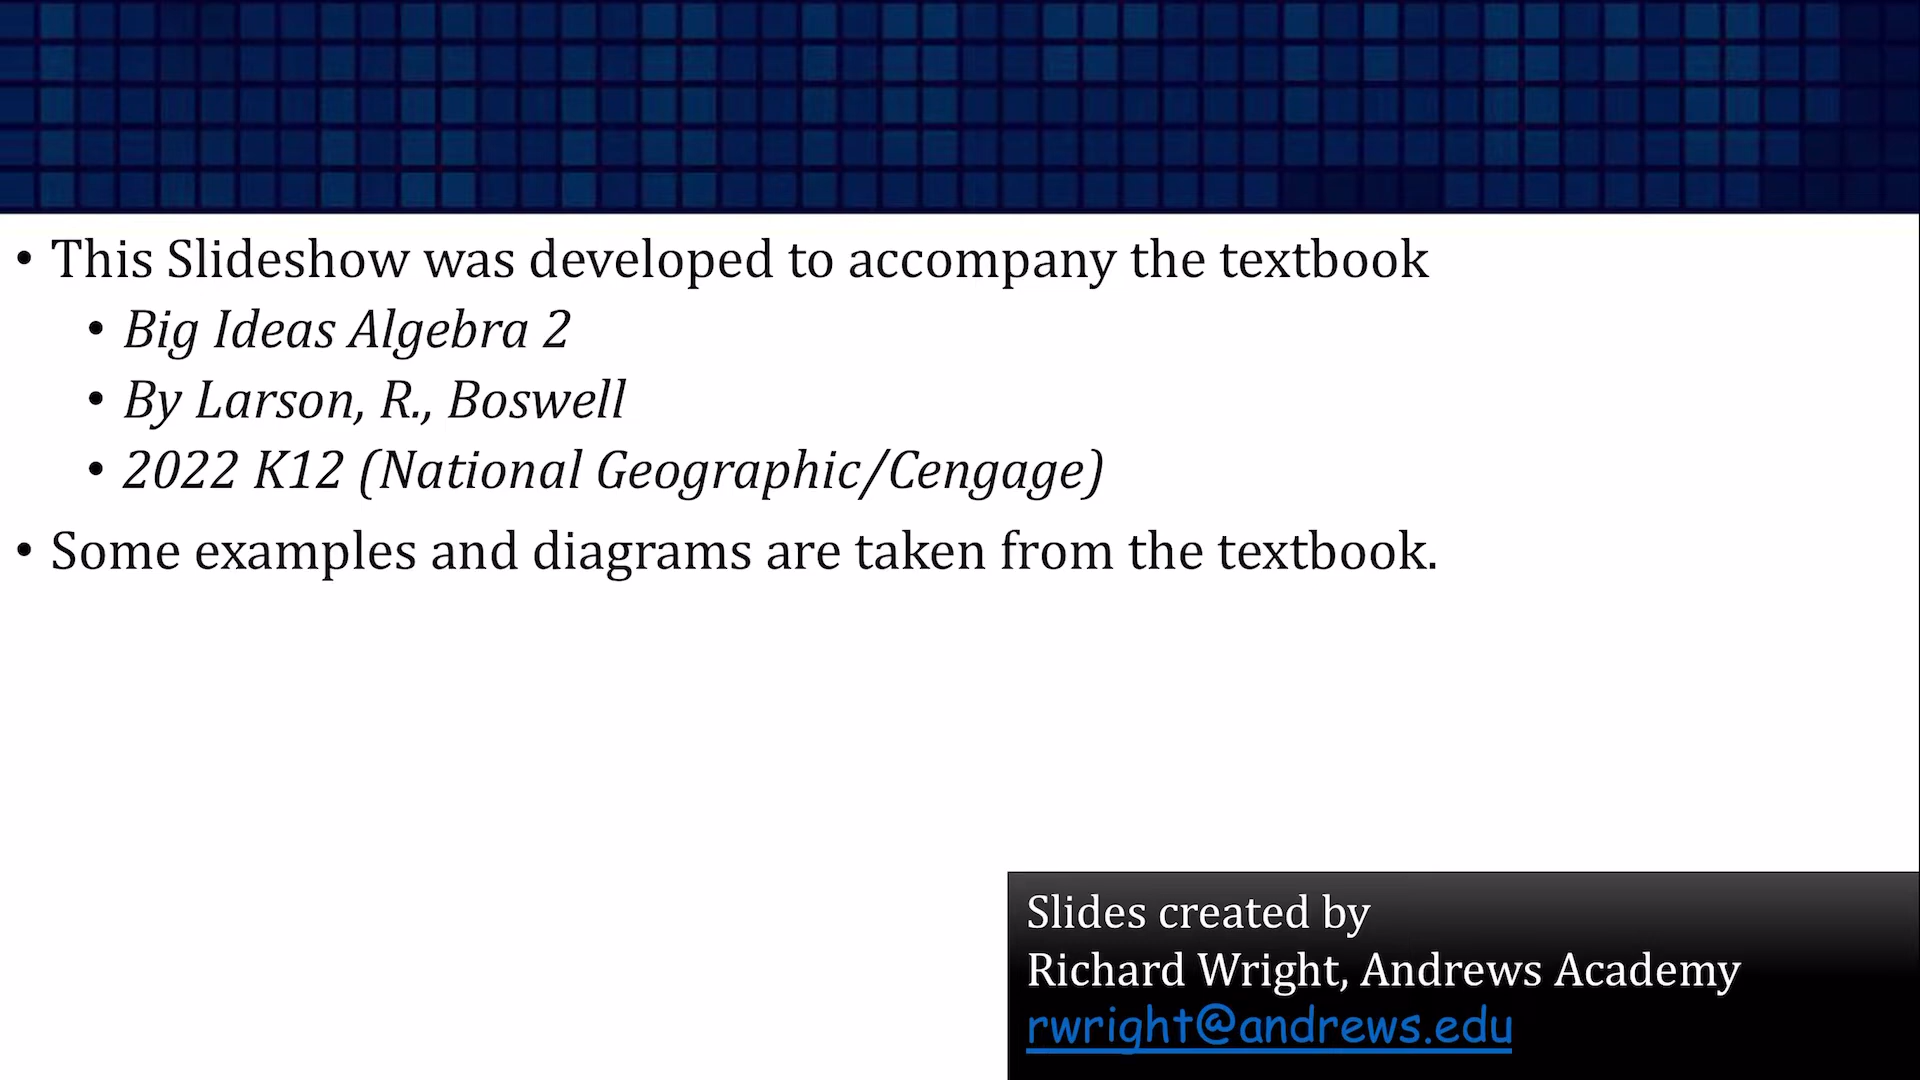 • This Slideshow was developed to accompany the textbook
• Big Ideas Algebra 2
• By Larson, R., Boswell
• 2022 K12 (National Geographic/Cengage)
• Some examples and diagrams are taken from the textbook.
Slides created by
Richard Wright, Andrews Academy
rwright@andrews.edu